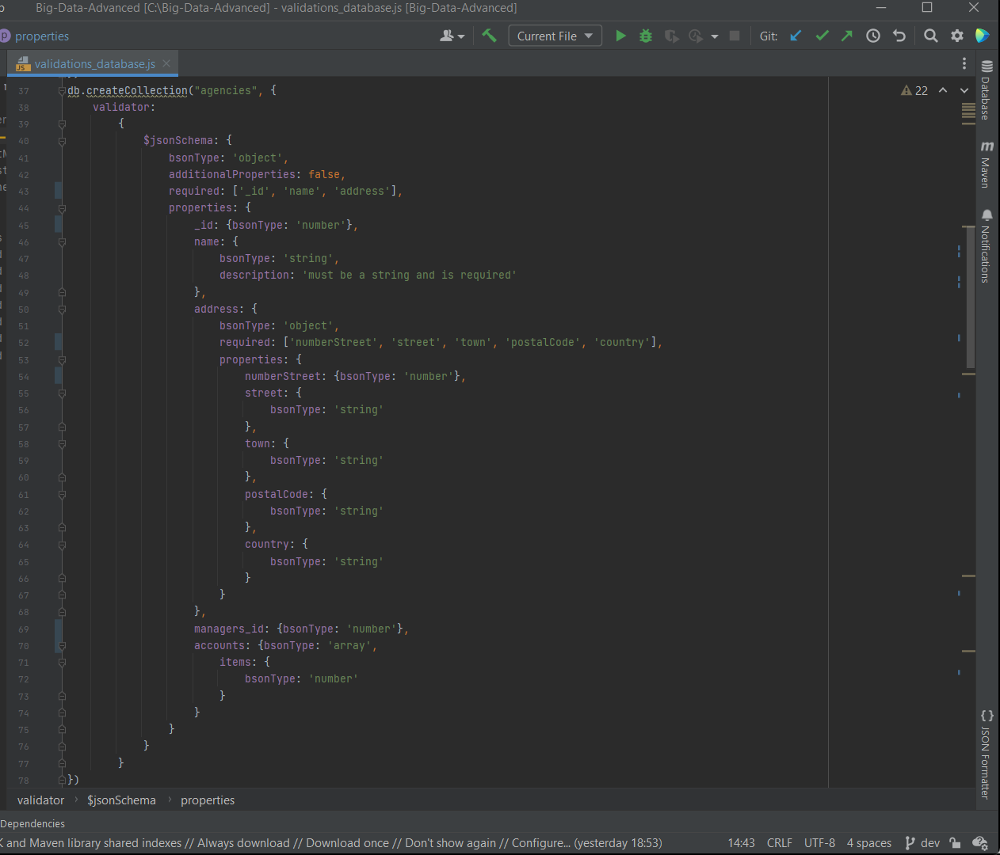 Big-Data-Advanced [C:\Big-Data-Advanced] - validations_database.js [Big-Data-Advanced]
properties
Current File
Git:
validations_database.js
22
37 db.createCollection("agencies", {
38 validator:
39 {
40 $jsonSchema: {
41 bsonType: 'object',
42 additionalProperties: false,
43 required: ['_id', 'name', 'address'],
44 properties: {
45 _id: {bsonType: 'number'},
46 name: {
47 bsonType: 'string',
48 description: 'must be a string and is required'
49 },
50 address: {
51 bsonType: 'object',
52 required: ['numberStreet', 'street', 'town', 'postalCode', 'country'],
53 properties: {
54 numberStreet: {bsonType: 'number'},
55 street: {
56 bsonType: 'string'
57 },
58 town: {
59 bsonType: 'string'
60 },
61 postalCode: {
62 bsonType: 'string'
63 },
64 country: {
65 bsonType: 'string'
66 }
67 }
68 },
69 managers_id: {bsonType: 'number'},
70 accounts: {bsonType: 'array',
71 items: {
72 bsonType: 'number'
73 }
74 }
75 }
76 }
77 }
78 })
Database
Maven
Notifications
JSON Formatter
validator › $jsonSchema › properties
Dependencies
K and Maven library shared indexes // Always download // Download once // Don't show again // Configure... (yesterday 18:53)
14:43 CRLF UTF-8 4 spaces dev